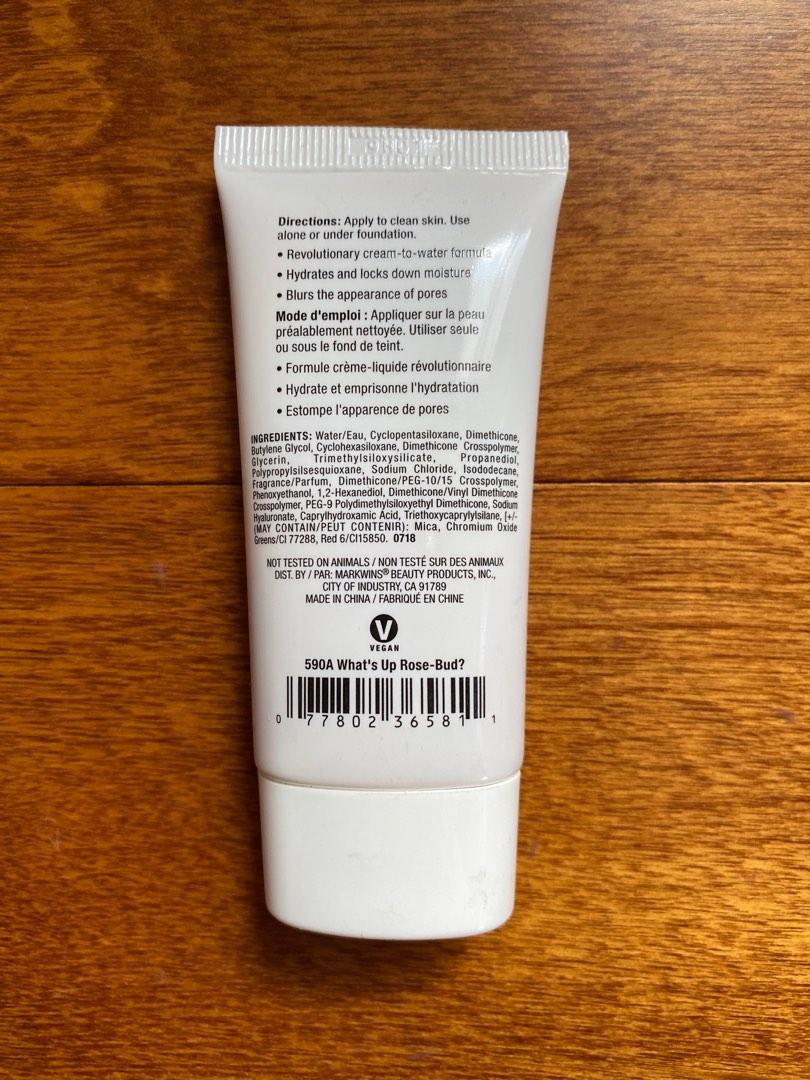 Directions: Apply to clean skin. Use
alone or under foundation.
• Revolutionary cream-to-water formula
• Hydrates and locks down moisture
• Blurs the appearance of pores
Mode d'emploi : Appliquer sur la peau
préalablement nettoyée. Utiliser seule
ou sous le fond de teint.
• Formule crème-liquide révolutionnaire
• Hydrate et emprisonne l'hydratation
• Estompe l'apparence de pores
INGREDIENTS: Water/Eau, Cyclopentasiloxane, Dimethicone,
Butylene Glycol, Cyclohexasiloxane, Dimethicone Crosspolymer,
Glycerin, Trimethylsiloxysilicate, Propanediol,
Polypropylsilsesquioxane, Sodium Chloride, Isododecane,
Fragrance/Parfum, Dimethicone/PEG-10/15 Crosspolymer,
Phenoxyethanol, 1,2-Hexanediol, Dimethicone/Vinyl Dimethicone
Crosspolymer, PEG-9 Polydimethylsiloxyethyl Dimethicone, Sodium
Hyaluronate, Caprylhydroxamic Acid, Triethoxycaprylylsilane, [+/-
(MAY CONTAIN/PEUT CONTENIR): Mica, Chromium Oxide
Greens/CI 77288, Red 6/CI15850. 0718
NOT TESTED ON ANIMALS / NON TESTÉ SUR DES ANIMAUX
DIST. BY / PAR: MARKWINS® BEAUTY PRODUCTS, INC.,
CITY OF INDUSTRY, CA 91789
MADE IN CHINA / FABRIQUÉ EN CHINE
V
VEGAN
590A What's Up Rose-Bud?
0 77802 36581 1